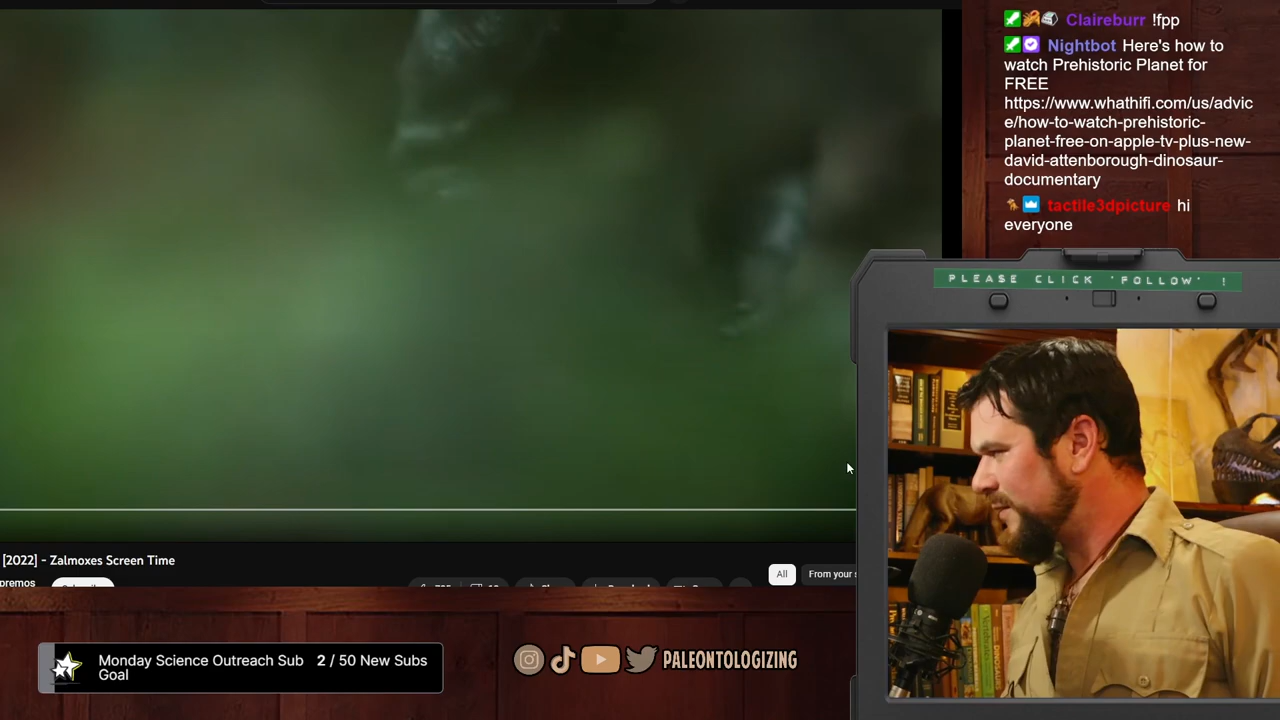 Claireburr !fpp
Nightbot Here's how to
watch Prehistoric Planet for
FREE
https://www.whathifi.com/us/advic
e/how-to-watch-prehistoric-
planet-free-on-apple-tv-plus-new-
david-attenborough-dinosaur-
documentary
tactile3dpicture hi
everyone
PLEASE CLICK 'FOLLOW' !
[2022] - Zalmoxes Screen Time
premos
All
From your s
Monday Science Outreach Sub 2 / 50 New Subs
Goal
PALEONTOLOGIZING